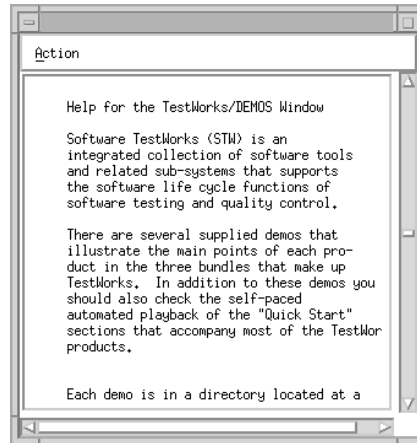 Action
Help for the TestWorks/DEMOS Window
Software TestWorks (STW) is an
integrated collection of software tools
and related sub-systems that supports
the software life cycle functions of
software testing and quality control.
There are several supplied demos that
illustrate the main points of each pro-
duct in the three bundles that make up
TestWorks. In addition to these demos you
should also check the self-paced
automated playback of the "Quick Start"
sections that accompany most of the TestWor
products.
Each demo is in a directory located at a